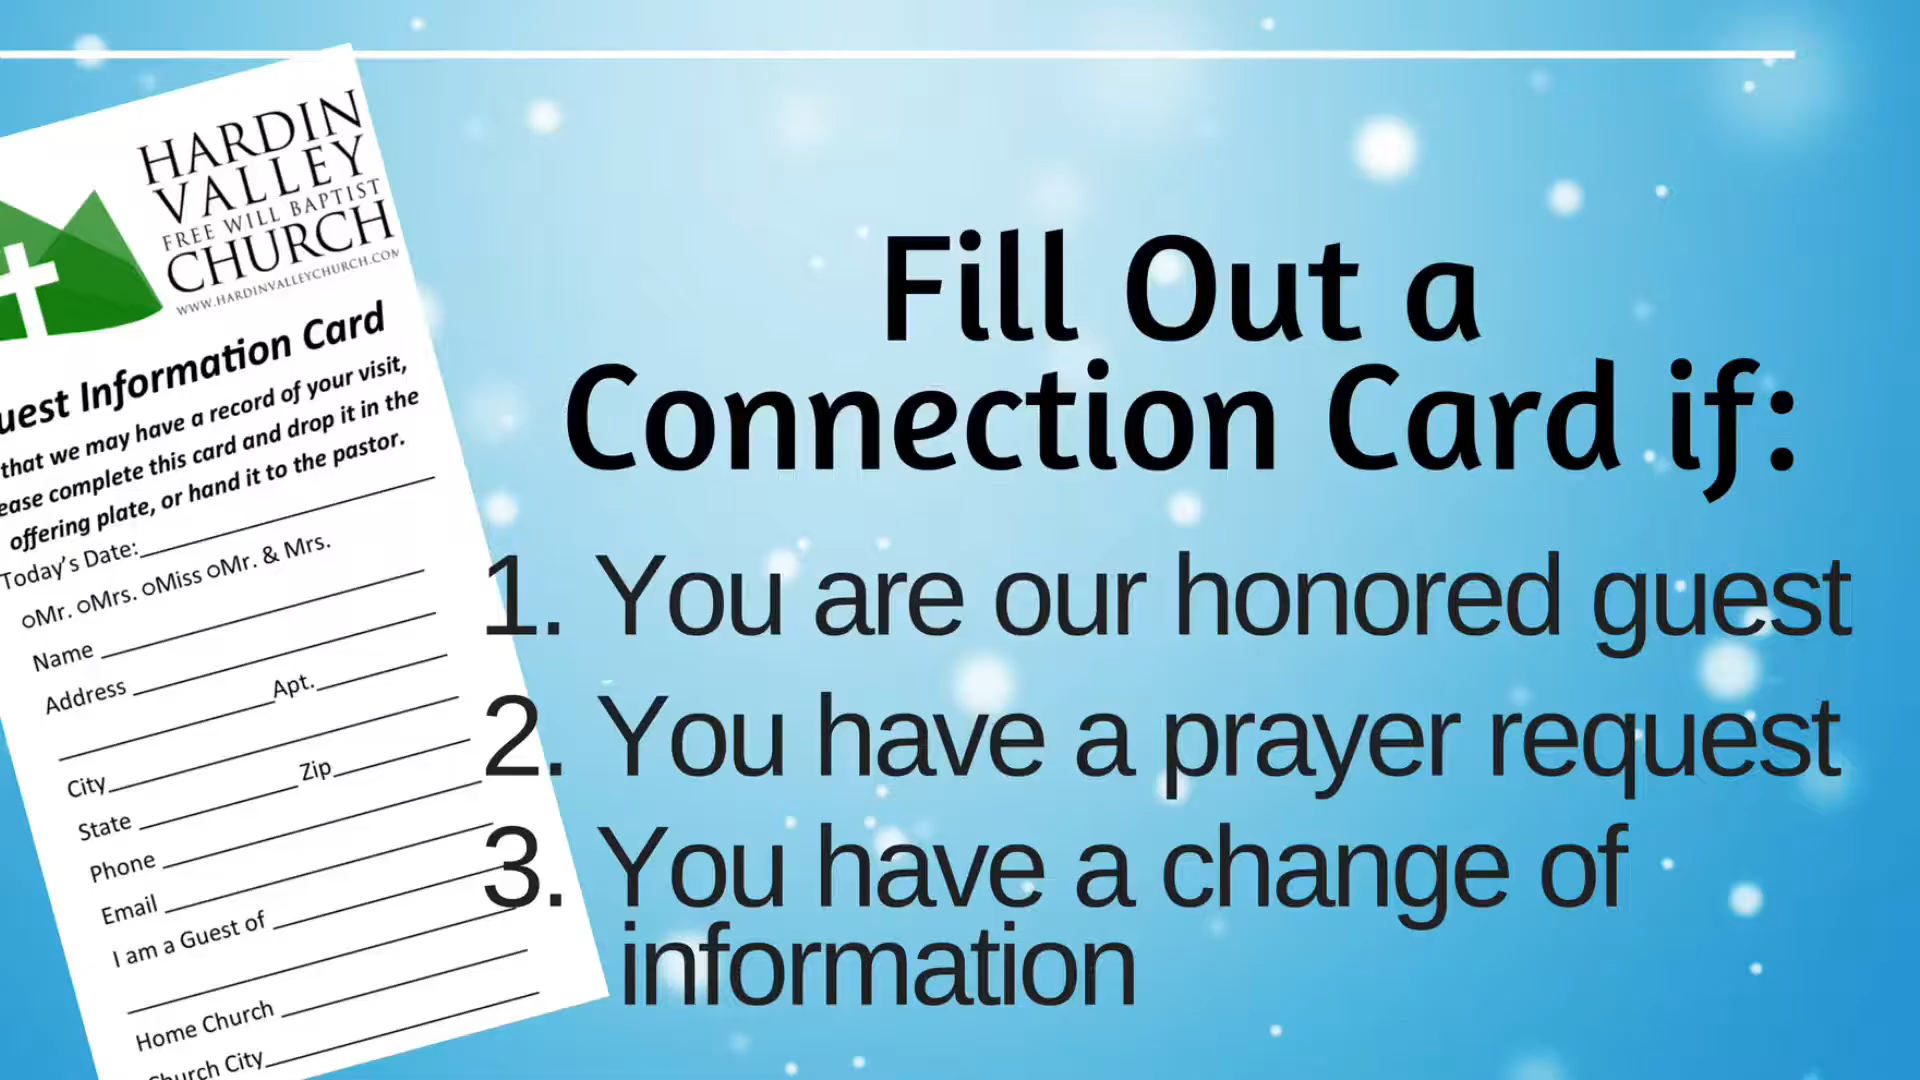 HARDIN
VALLEY
FREE WILL BAPTIST
CHURCH
WWW.HARDINVALLEYCHURCH.COM
Information Card
that we may have a record of your visit,
complete this card and drop it in the
offering plate, or hand it to the pastor.
Today's Date:
oMr. oMrs. oMiss oMr. & Mrs.
Name
Address
Apt.
City
State Zip
Phone
Email
I am a Guest of
Home Church
Church City
Fill Out a
Connection Card if:
1. You are our honored guest
2. You have a prayer request
3. You have a change of
information